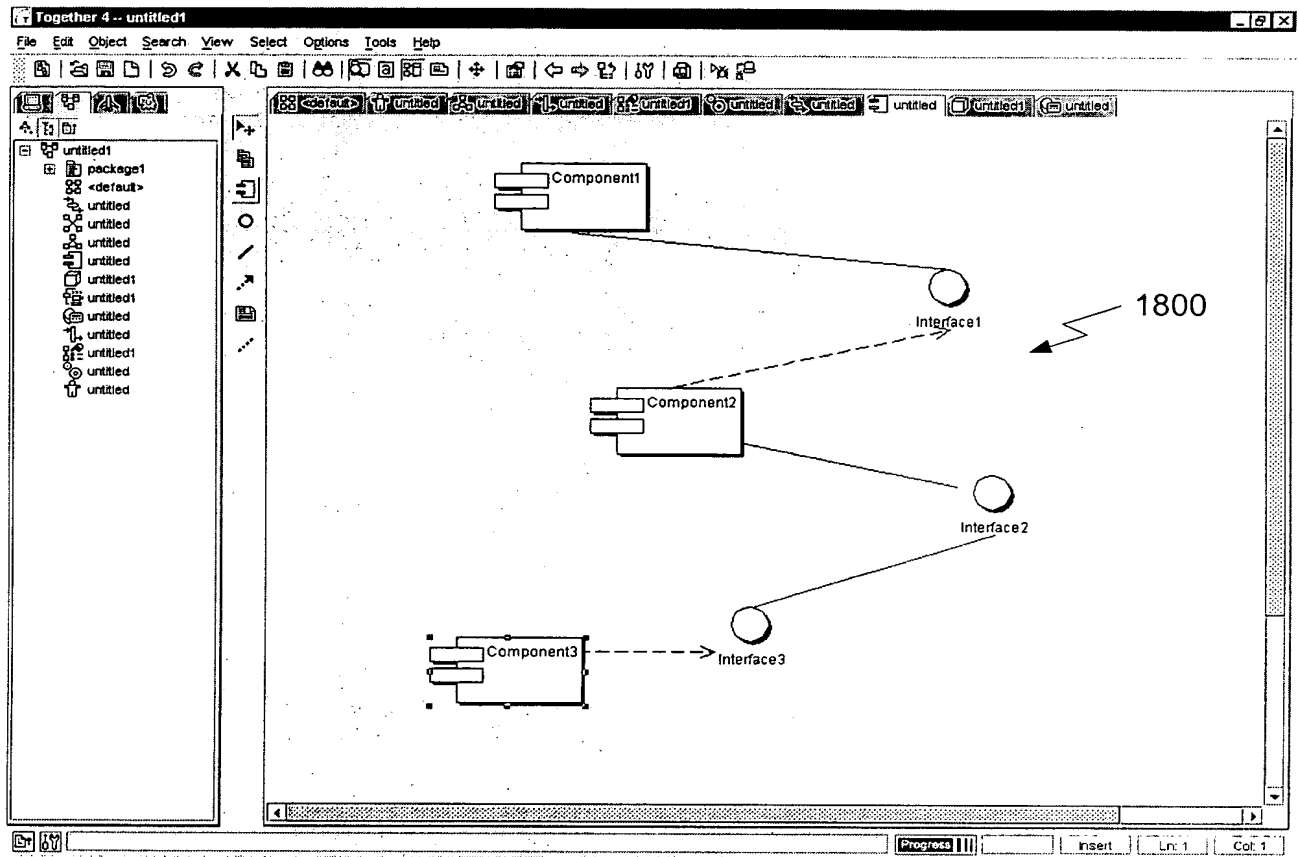 Together 4 -- untitled1
File Edit Object Search View Select Options Tools Help
<default> untitled untitled untitled untitled1 untitled untitled untitled untitled1 untitled
untitled1
package1
<default>
untitled
untitled
untitled
untitled
untitled1
untitled1
untitled
untitled
untitled1
untitled
untitled
Component1
Interface1
1800
Component2
Interface2
Component3
Interface3
Progress Insert Ln: 1 Col: 1